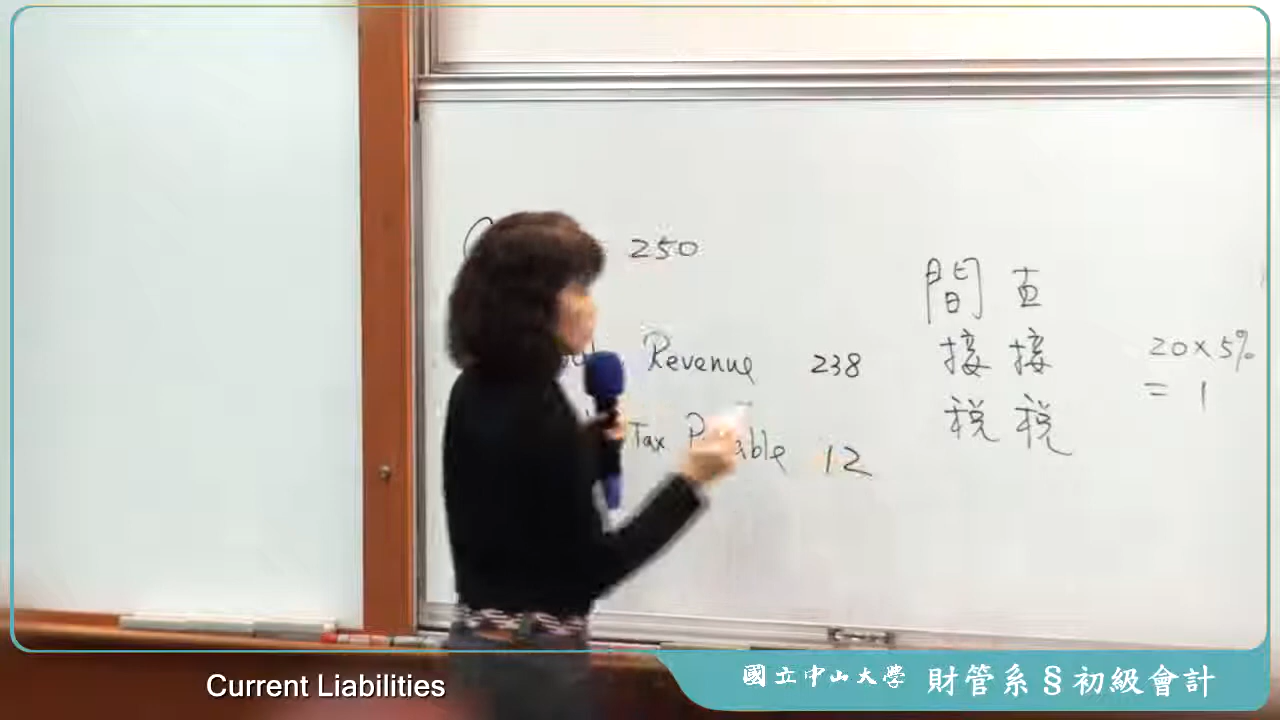 250
Revenue 238
Tax Payable 12
間 直
接 接
稅 稅
20×5%
= 1
Current Liabilities
國立中山大學 財管系§初級會計